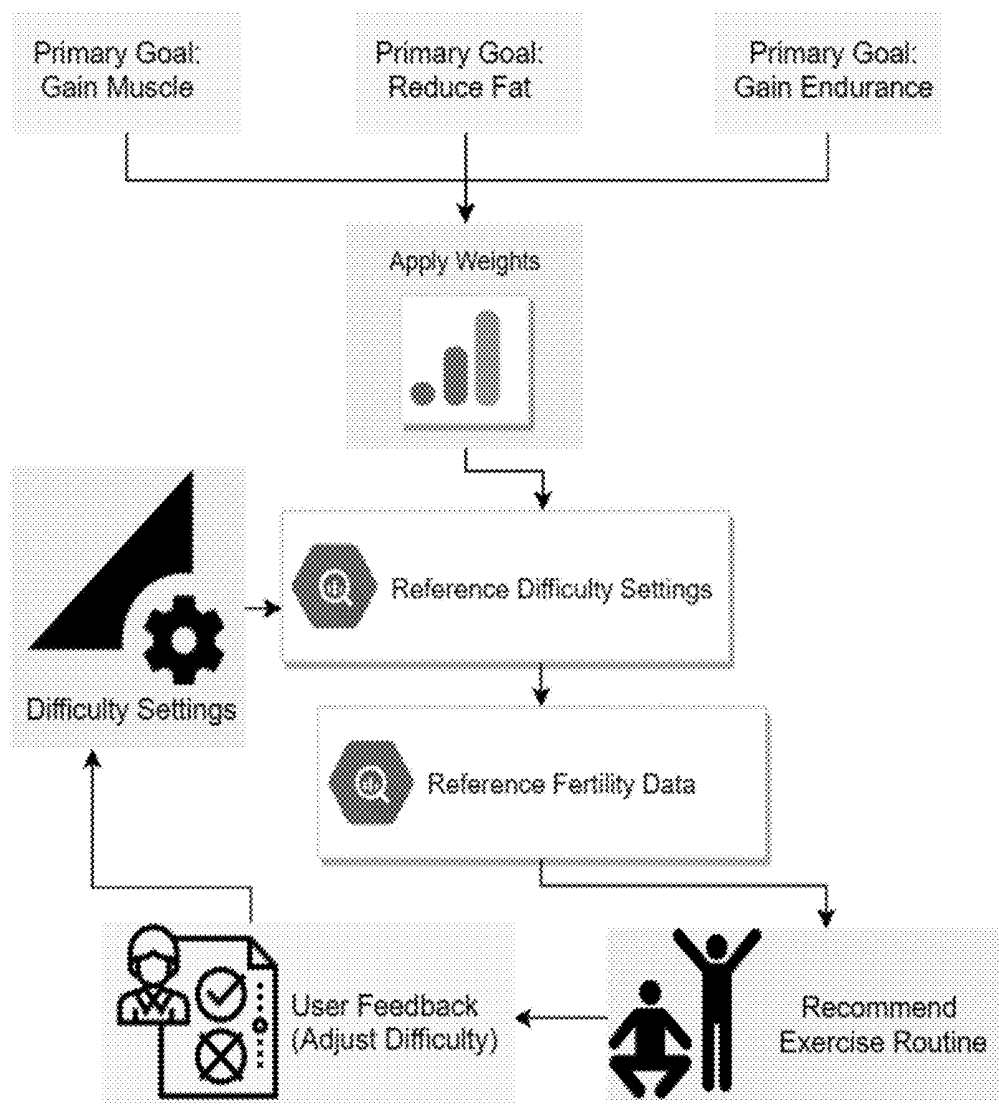 Primary Goal:
Gain Muscle
Primary Goal:
Reduce Fat
Primary Goal:
Gain Endurance
Apply Weights
Reference Difficulty Settings
Difficulty Settings
Reference Fertility Data
User Feedback
(Adjust Difficulty)
Recommend
Exercise Routine